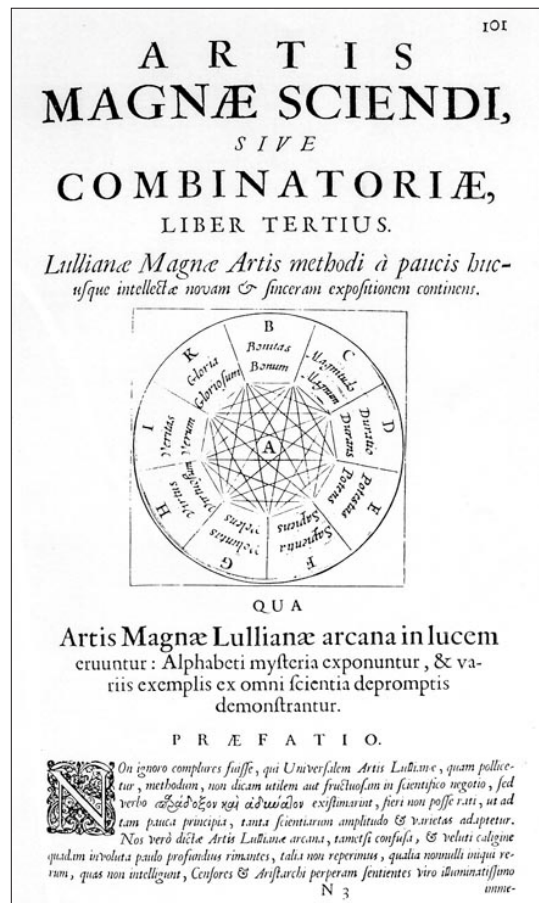 101
ARTIS
MAGNÆ SCIENDI,
SIVE
COMBINATORIÆ,
LIBER TERTIUS.
Lullianæ Magnæ Artis methodi à paucis huc-
uſque intellectæ novam & ſinceram expoſitionem continens.
B
Bonitas
Bonum
C
Magnitudo
Magnum
D
Duratio
Durans
E
Potestas
Potens
F
Sapientia
Sapiens
G
Voluntas
Volens
H
Virtus
Virtuosum
I
Veritas
Verum
K
Gloria
Gloriosum
A
QUA
Artis Magnæ Lullianæ arcana in lucem
eruuntur : Alphabeti myſteria exponuntur, & va-
riis exemplis ex omni ſcientia depromptis
demonſtrantur.
PRÆFATIO.
NOn ignoro complures fuiſſe, qui Univerſalem Artis Lullianæ, quam pollice-
tur, methodum, non dicam utilem aut fructuoſam in ſcientifico negotio, ſed
verbo καὶ exiſtimarint, fieri non poſſe rati, ut ad
tam pauca principia, tanta ſcientiarum amplitudo & varietas adaptetur.
Nos verò dictæ Artis Lullianæ arcana, tametſi confuſa, & veluti caligine
quadam involuta paulo profundius rimantes, talia non reperimus, qualia nonnulli iniqui re-
rum, quas non intelligunt, Cenſores & Ariſtarchi perperam ſentientes viro illuminatiſſimo
N 3
imme-